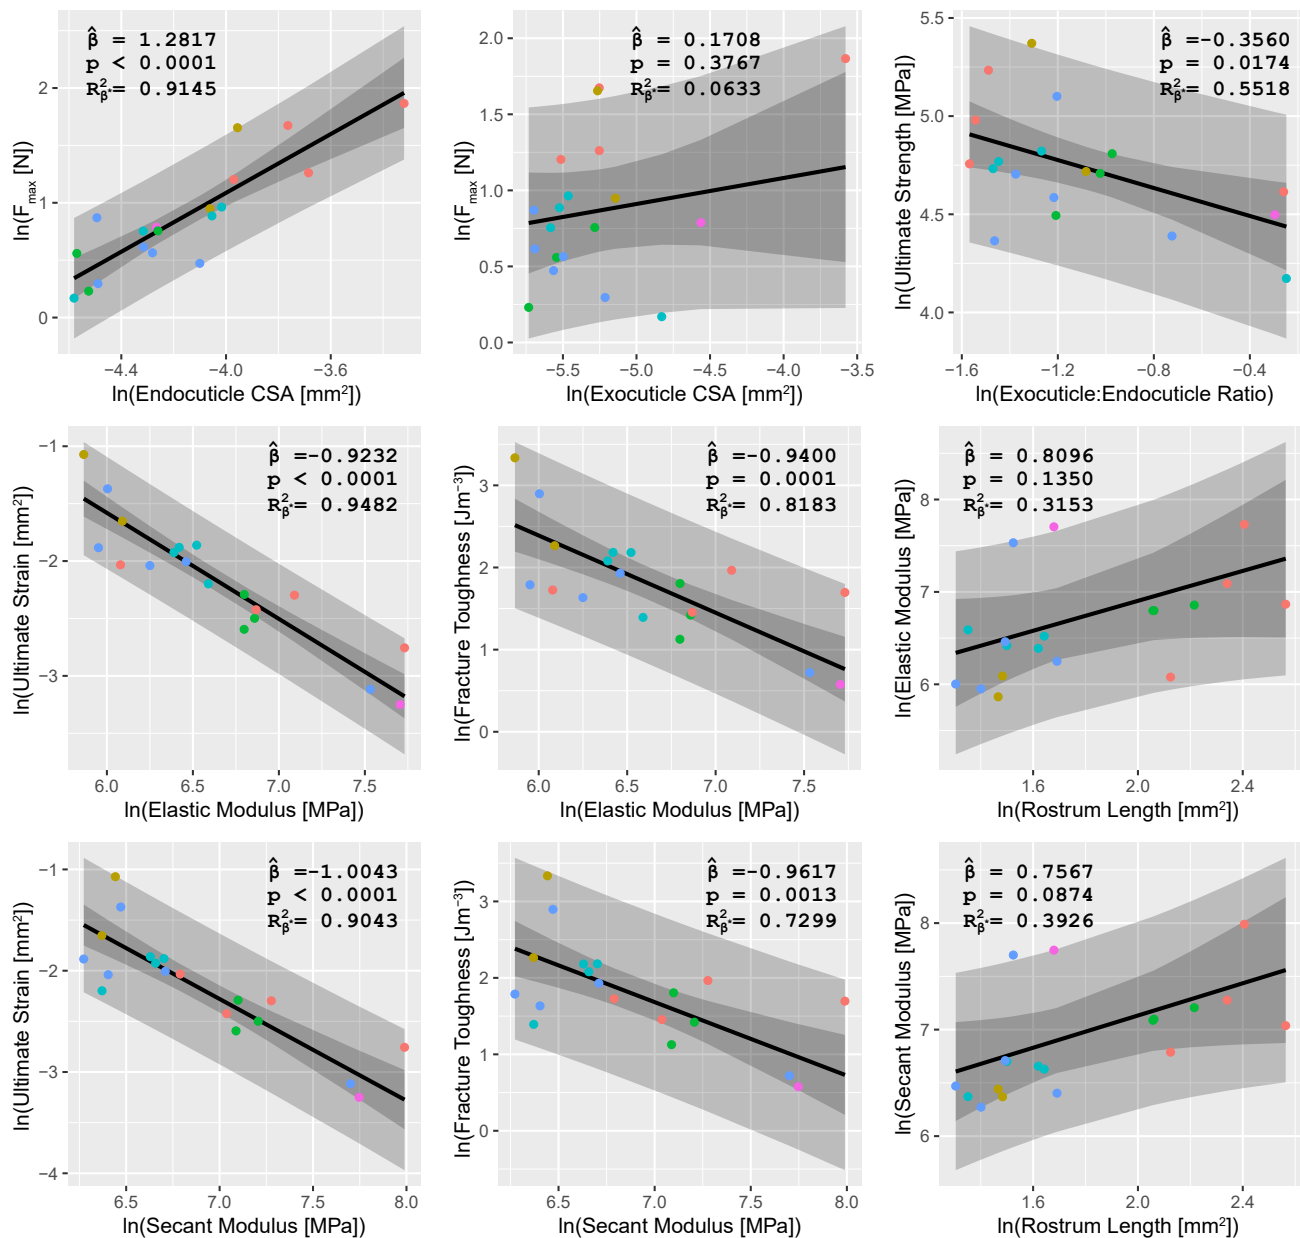 β̂ = 1.2817
p < 0.0001
R²β* = 0.9145
2
1
0
ln(Fmax [N])
−4.4 −4.0 −3.6
ln(Endocuticle CSA [mm²])
β̂ = 0.1708
p = 0.3767
R²β* = 0.0633
2.0
1.5
1.0
0.5
0.0
ln(Fmax [N])
−5.5 −5.0 −4.5 −4.0 −3.5
ln(Exocuticle CSA [mm²])
β̂ =-0.3560
p = 0.0174
R²β* = 0.5518
5.5
5.0
4.5
4.0
ln(Ultimate Strength [MPa])
−1.6 −1.2 −0.8 −0.4
ln(Exocuticle:Endocuticle Ratio)
β̂ =-0.9232
p < 0.0001
R²β* = 0.9482
−1
−2
−3
ln(Ultimate Strain [mm²])
6.0 6.5 7.0 7.5
ln(Elastic Modulus [MPa])
β̂ =-0.9400
p = 0.0001
R²β* = 0.8183
3
2
1
0
ln(Fracture Toughness [Jm⁻³])
6.0 6.5 7.0 7.5
ln(Elastic Modulus [MPa])
β̂ = 0.8096
p = 0.1350
R²β* = 0.3153
8
7
6
ln(Elastic Modulus [MPa])
1.6 2.0 2.4
ln(Rostrum Length [mm²])
β̂ =-1.0043
p < 0.0001
R²β* = 0.9043
−1
−2
−3
−4
ln(Ultimate Strain [mm²])
6.5 7.0 7.5 8.0
ln(Secant Modulus [MPa])
β̂ =-0.9617
p = 0.0013
R²β* = 0.7299
3
2
1
0
ln(Fracture Toughness [Jm⁻³])
6.5 7.0 7.5 8.0
ln(Secant Modulus [MPa])
β̂ = 0.7567
p = 0.0874
R²β* = 0.3926
8
7
6
ln(Secant Modulus [MPa])
1.6 2.0 2.4
ln(Rostrum Length [mm²])